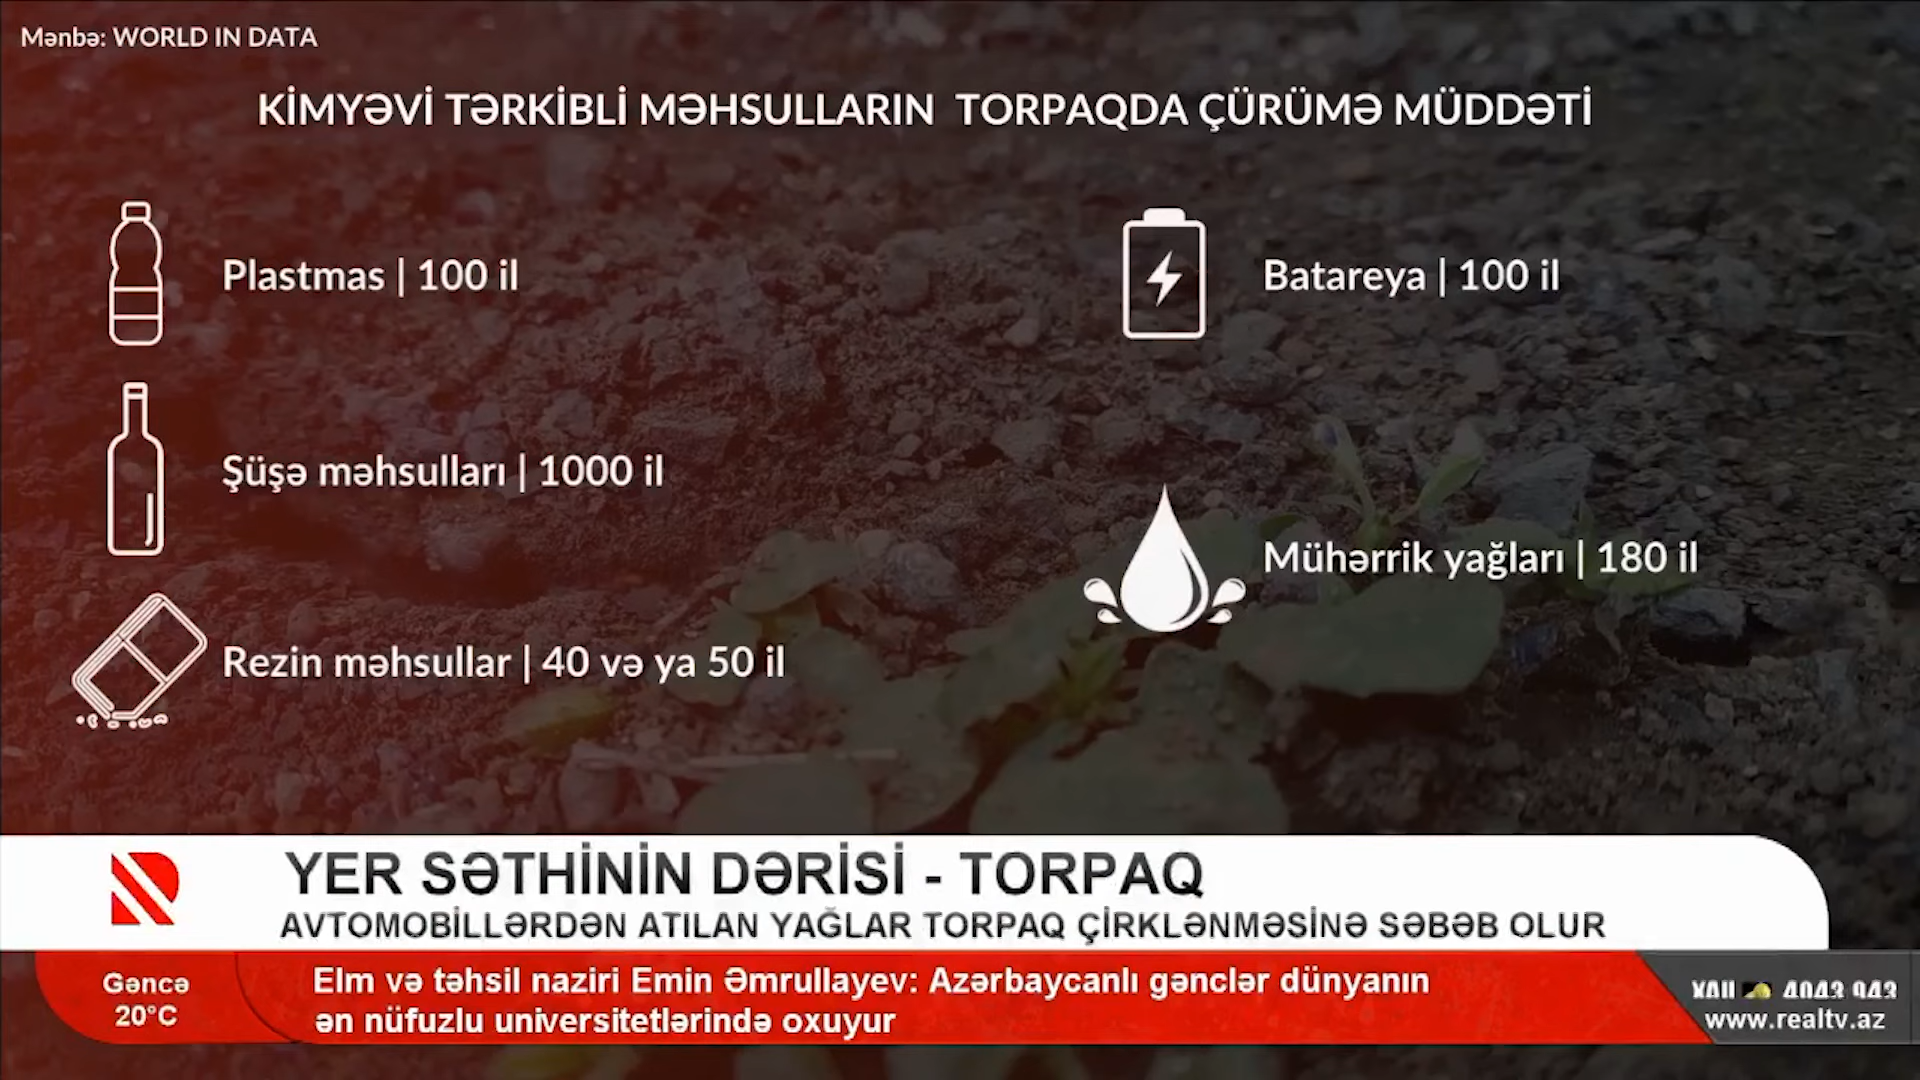 Mənbə: WORLD IN DATA
KİMYƏVİ TƏRKİBLİ MƏHSULLARIN TORPAQDA ÇÜRÜMƏ MÜDDƏTİ
Plastmas | 100 il
Şüşə məhsulları | 1000 il
Rezin məhsullar | 40 və ya 50 il
Batareya | 100 il
Mühərrik yağları | 180 il
YER SƏTHİNİN DƏRİSİ - TORPAQ
AVTOMOBİLLƏRDƏN ATILAN YAĞLAR TORPAQ ÇİRKLƏNMƏSİNƏ SƏBƏB OLUR
Gəncə
20°C
Elm və təhsil naziri Emin Əmrullayev: Azərbaycanlı gənclər dünyanın
ən nüfuzlu universitetlərində oxuyur
www.realtv.az